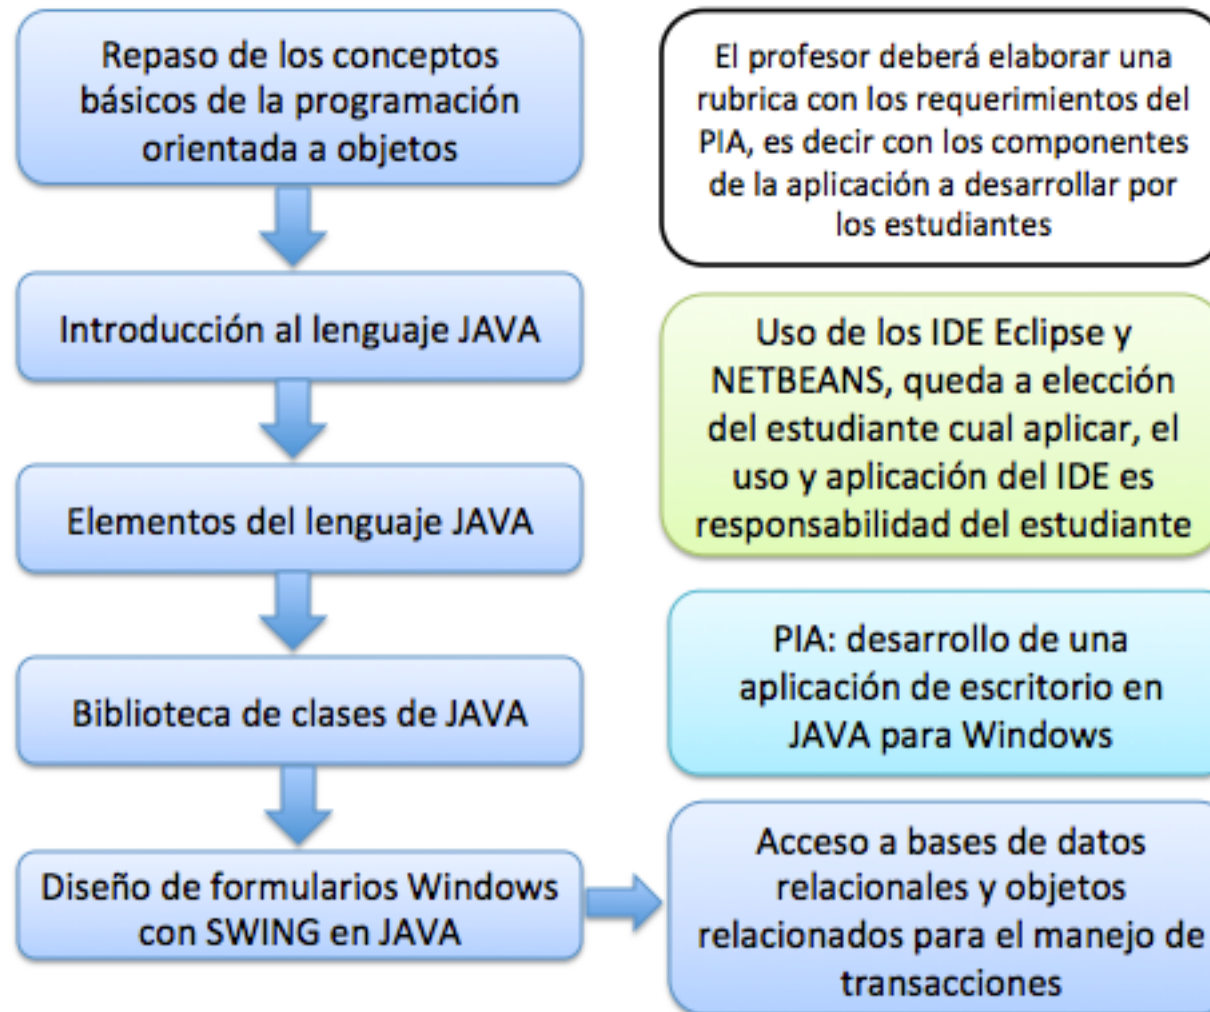 Repaso de los conceptos
básicos de la programación
orientada a objetos
Introducción al lenguaje JAVA
Elementos del lenguaje JAVA
Biblioteca de clases de JAVA
Diseño de formularios Windows
con SWING en JAVA
El profesor deberá elaborar una
rubrica con los requerimientos del
PIA, es decir con los componentes
de la aplicación a desarrollar por
los estudiantes
Uso de los IDE Eclipse y
NETBEANS, queda a elección
del estudiante cual aplicar, el
uso y aplicación del IDE es
responsabilidad del estudiante
PIA: desarrollo de una
aplicación de escritorio en
JAVA para Windows
Acceso a bases de datos
relacionales y objetos
relacionados para el manejo de
transacciones